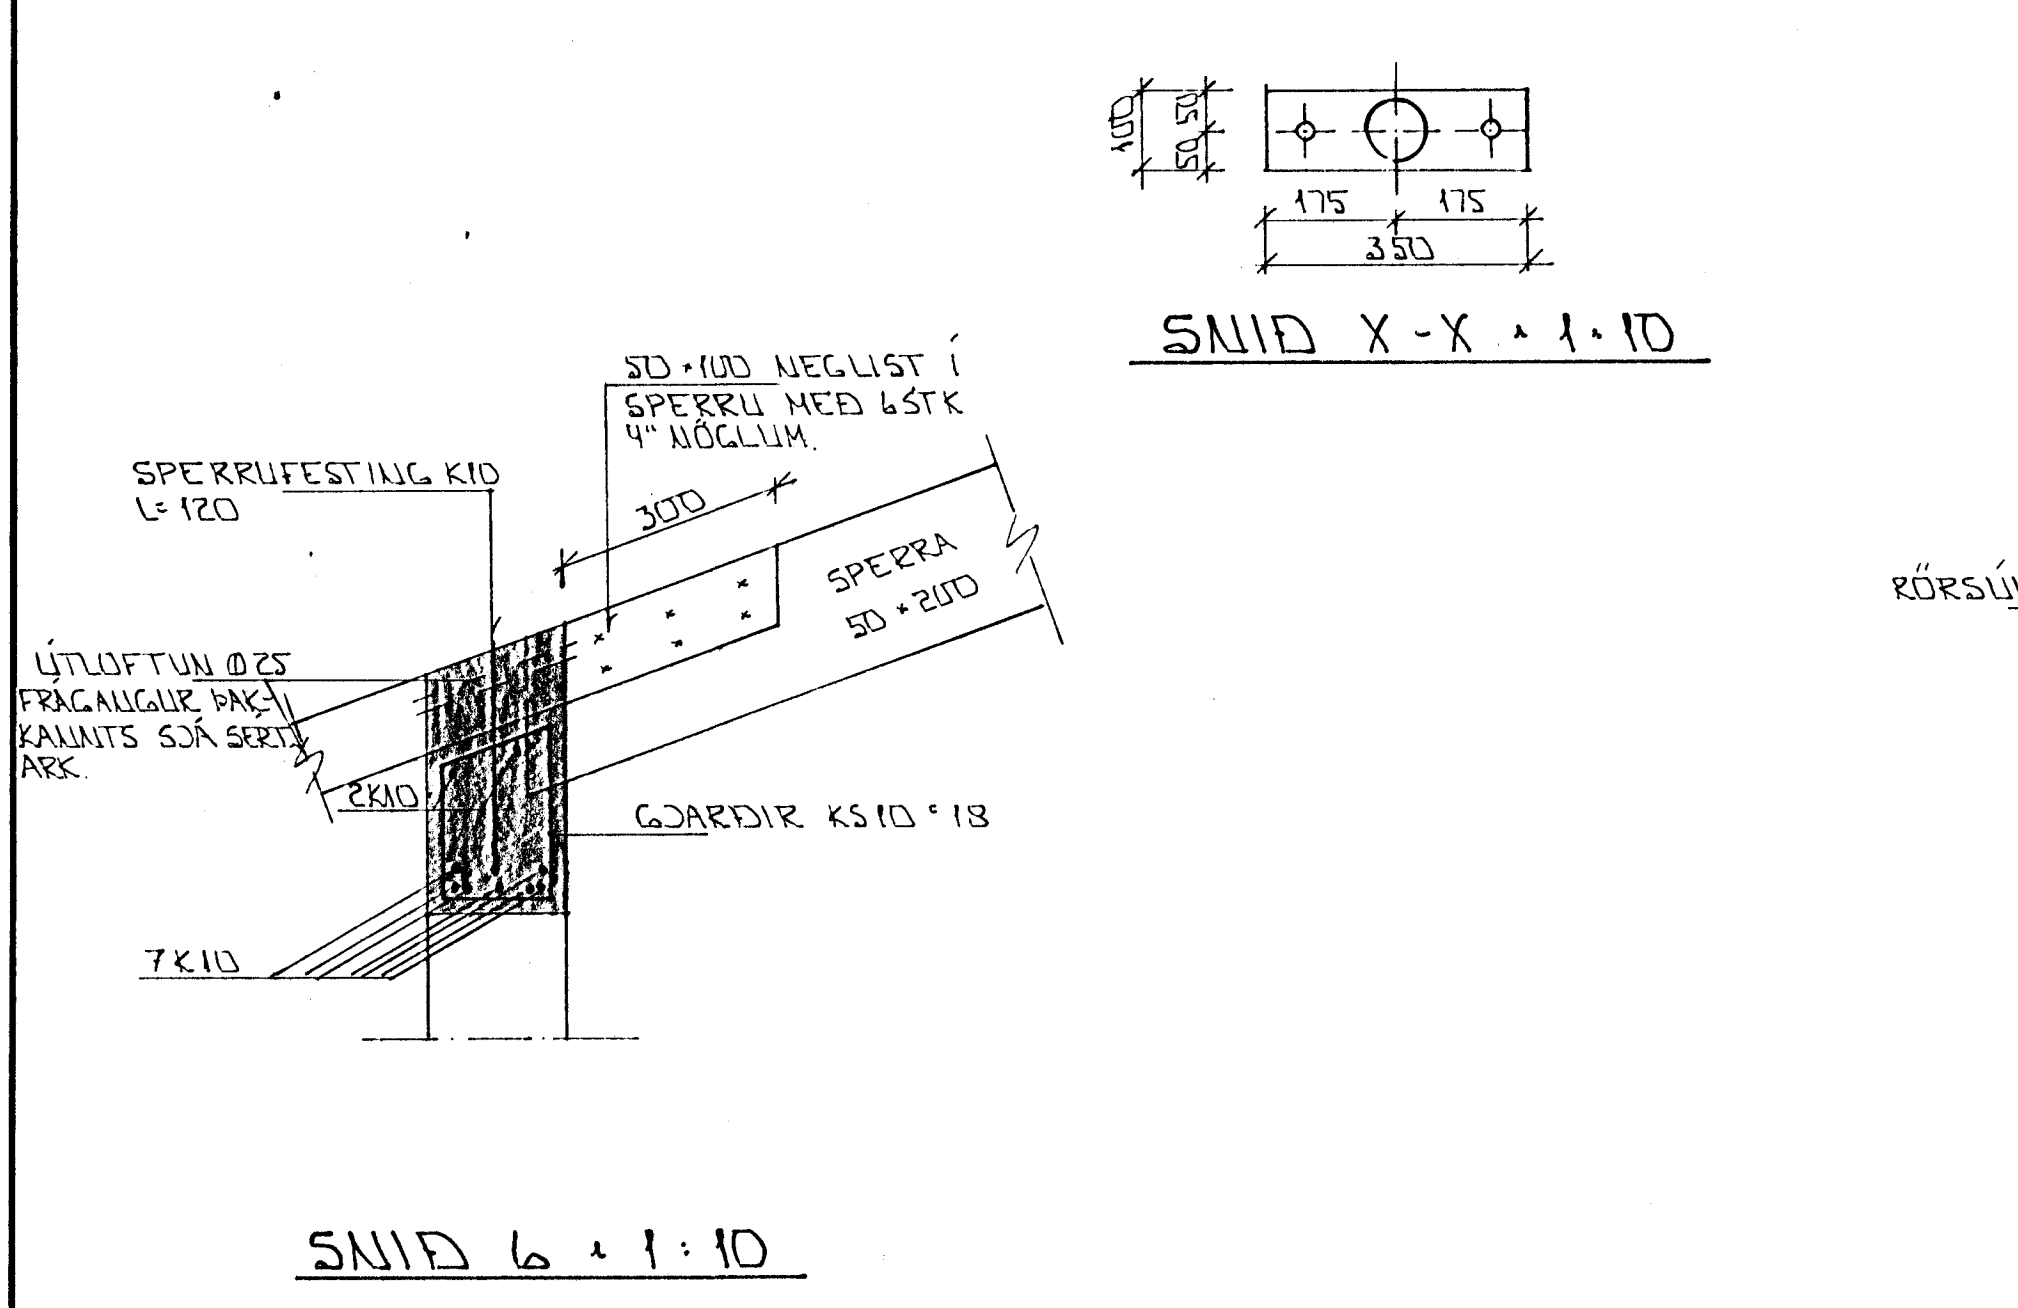 100
50 50
175 175
350
SNIÐ X-X · 1:10
50×100 NEGLIST Í
SPERRU MEÐ 6STK
4" NÖGLUM.
SPERRUFESTING K10
L=120
300
SPERRA
50×200
RÖRSÚ
ÚTLOFTUN Ø25
FRÁGANGUR ÞAK-
KANNTS SJÁ SÉRT.
ARK.
2K10
GJARÐIR KS10 c 18
7K10
SNIÐ 6 · 1:10